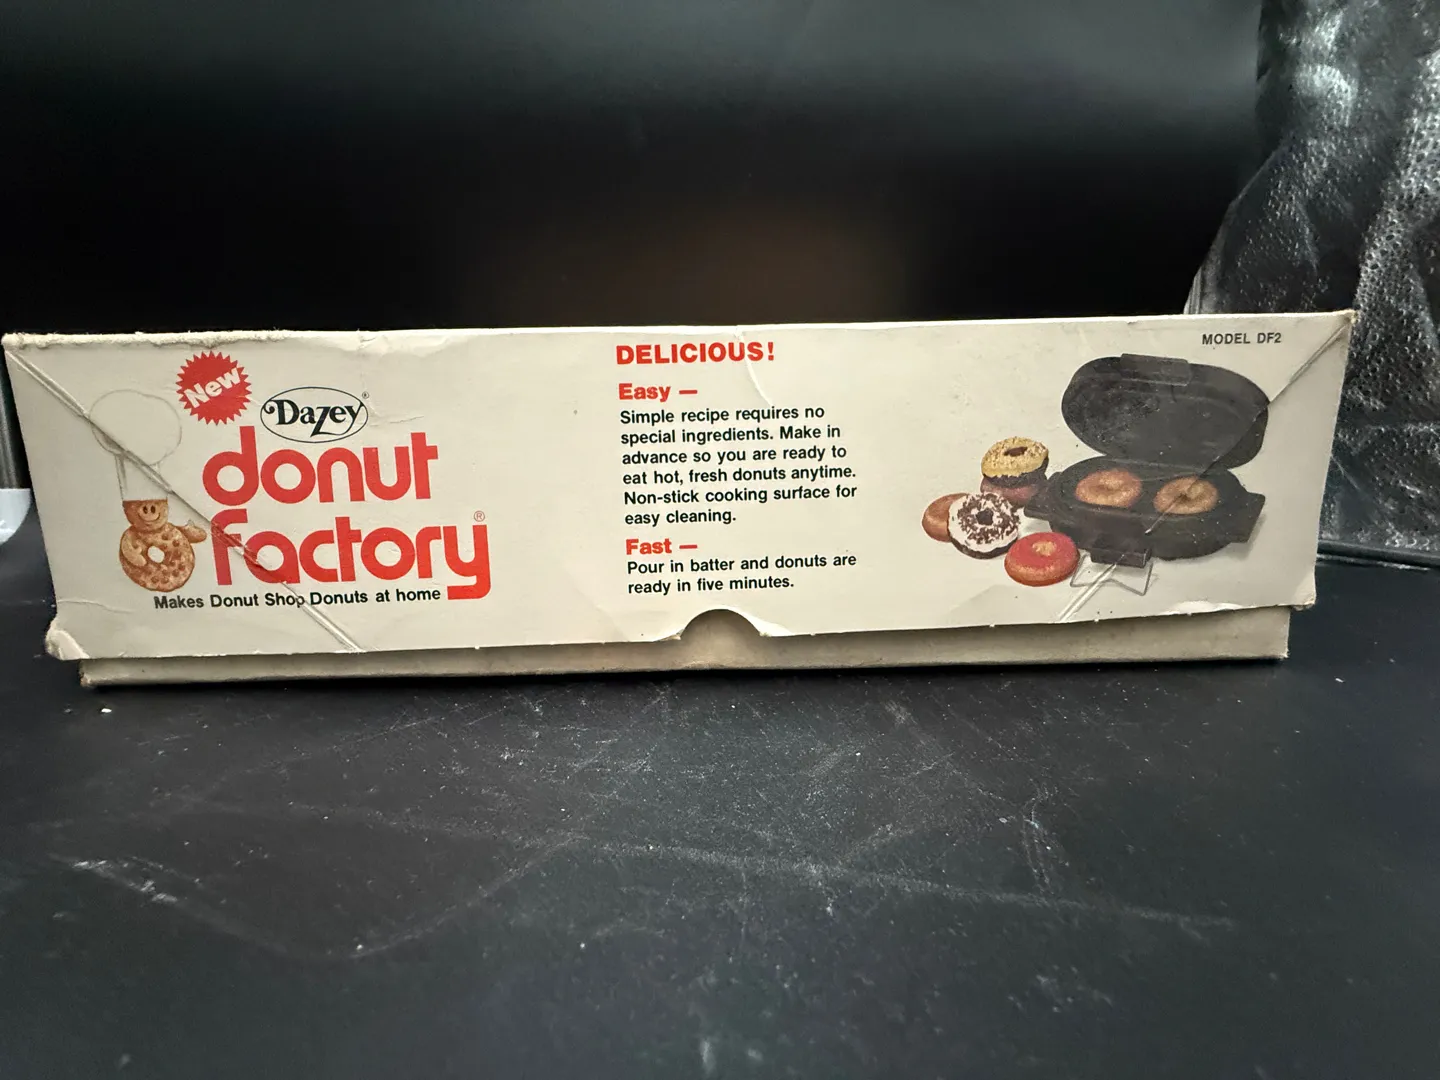 New
Dazey®
donut
factory®
Makes Donut Shop Donuts at home
DELICIOUS!
Easy —
Simple recipe requires no
special ingredients. Make in
advance so you are ready to
eat hot, fresh donuts anytime.
Non-stick cooking surface for
easy cleaning.
Fast —
Pour in batter and donuts are
ready in five minutes.
MODEL DF2